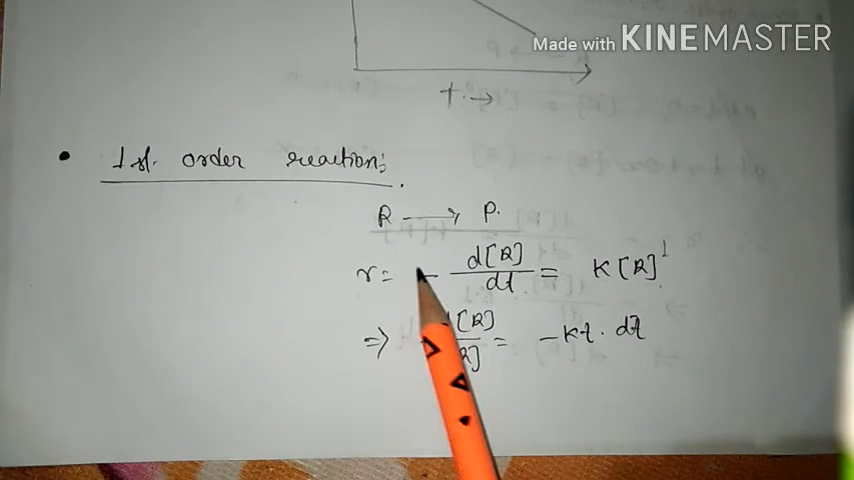 Made with KINEMASTER
t →
• 1st. order reaction:
R → P.
r = - d[R]/dt = K[R]¹
⇒ d[R]/[R] = -Kt. dt